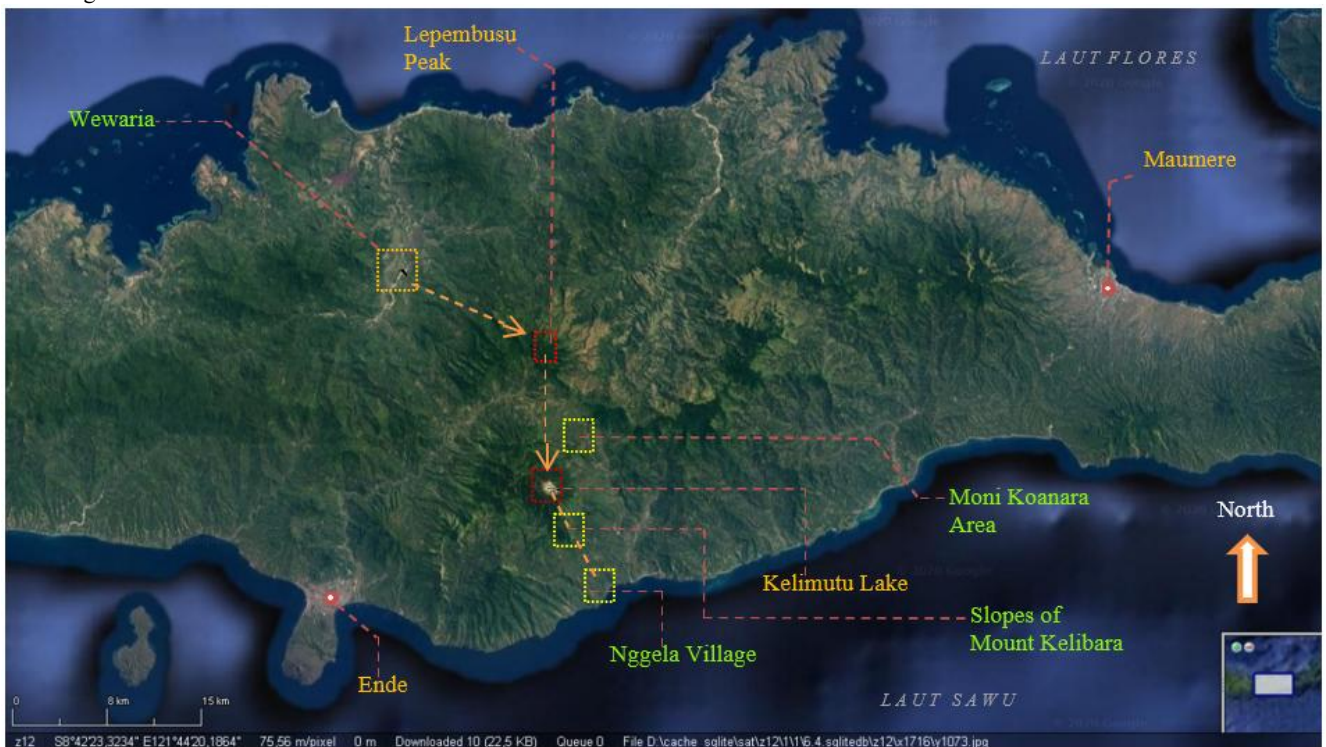 Lepembusu
Peak
LAUT FLORES
Wewaria
Maumere
Moni Koanara
Area
North
Kelimutu Lake
Slopes of
Mount Kelibara
Nggela Village
Ende
LAUT SAWU
0 8 km 15 km
z12 S8°42'23,3234" E121°44'20,1864" 75,56 m/pixel 0 m Downloaded 10 (22,5 KB) Queue 0 File D:\cache_sqlite\sat\z12\1\1\6.4.sqlitedb\z12\x1716\y1073.jpg